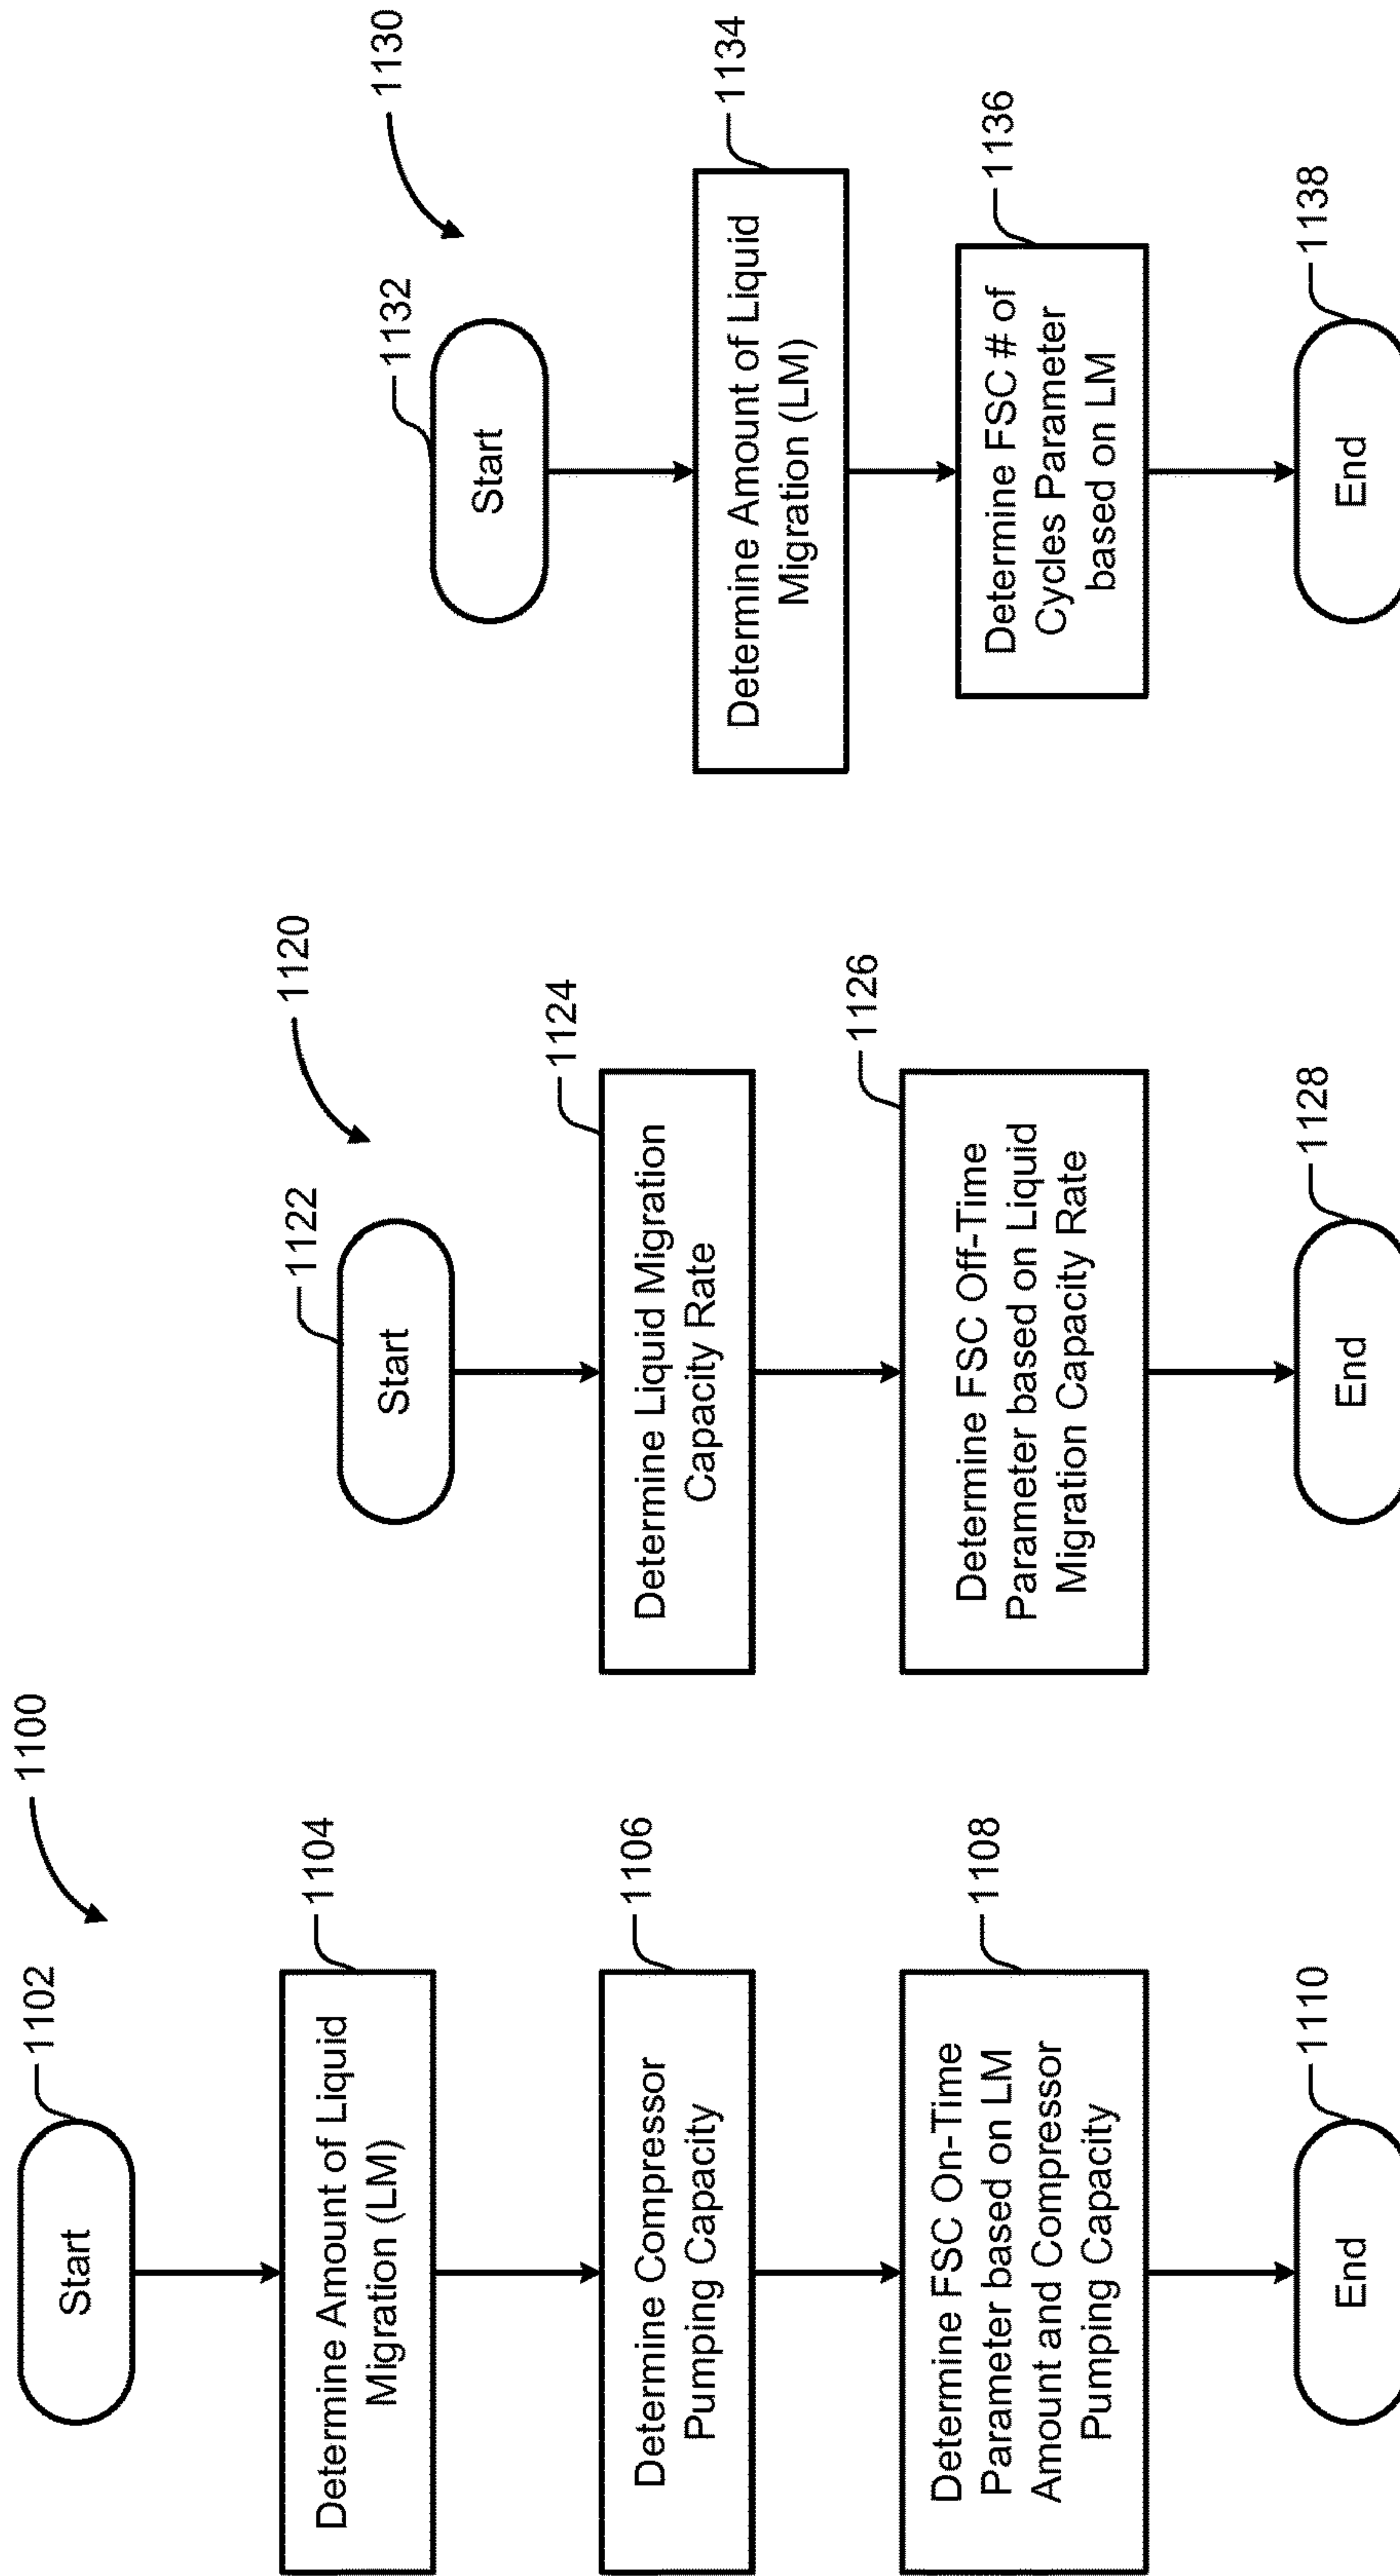 1100
1102
Start
1104
Determine Amount of Liquid
Migration (LM)
1106
Determine Compressor
Pumping Capacity
1108
Determine FSC On-Time
Parameter based on LM
Amount and Compressor
Pumping Capacity
1110
End
1120
1122
Start
1124
Determine Liquid Migration
Capacity Rate
1126
Determine FSC Off-Time
Parameter based on Liquid
Migration Capacity Rate
1128
End
1130
1132
Start
1134
Determine Amount of Liquid
Migration (LM)
1136
Determine FSC # of
Cycles Parameter
based on LM
1138
End